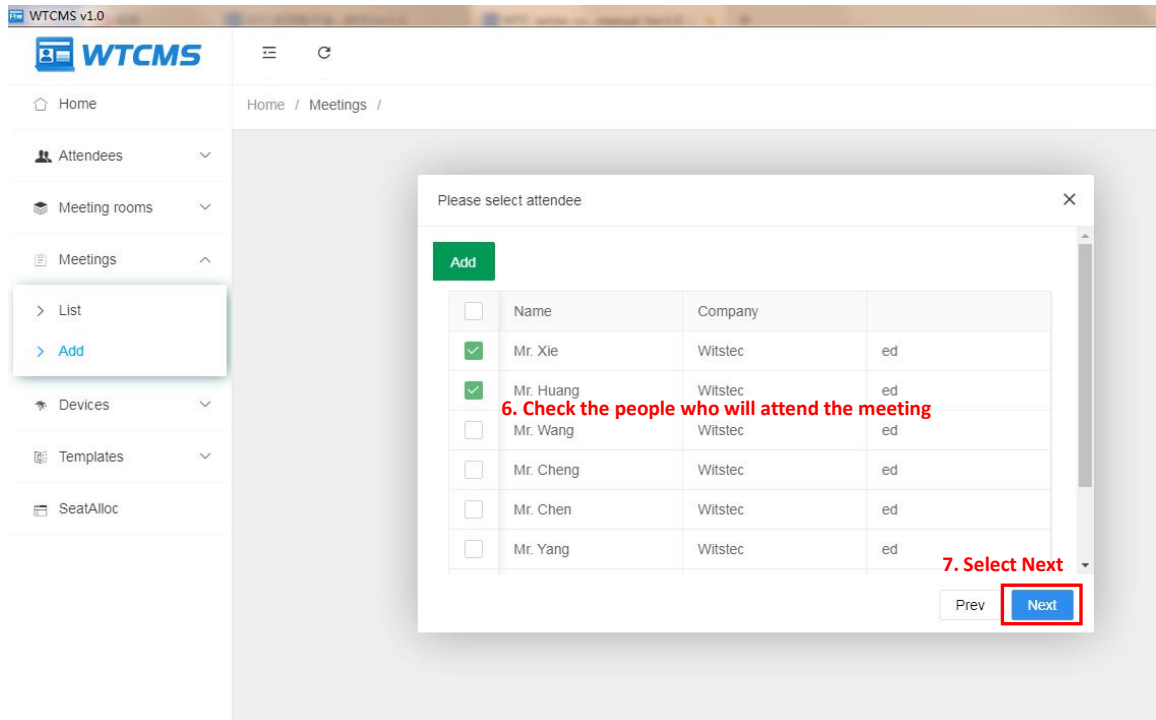 WTCMS v1.0
WTCMS
Home
Attendees
Meeting rooms
Meetings
List
Add
Devices
Templates
SeatAlloc
Home / Meetings /
Please select attendee
Add
Name Company
Mr. Xie Witstec ed
Mr. Huang Witstec ed
6. Check the people who will attend the meeting
Mr. Wang Witstec ed
Mr. Cheng Witstec ed
Mr. Chen Witstec ed
Mr. Yang Witstec ed
7. Select Next
Prev Next